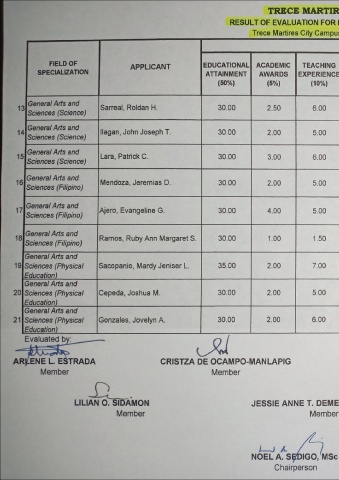 TRECE MARTIR
RESULT OF EVALUATION FOR
Trece Martires City Campus
FIELD OF SPECIALIZATION APPLICANT EDUCATIONAL ATTAINMENT (50%) ACADEMIC AWARDS (5%) TEACHING EXPERIENCE (10%)
13 General Arts and Sciences (Science) Sarreal, Roldan H. 30.00 2.50 6.00
14 General Arts and Sciences (Science) Ilagan, John Joseph T. 30.00 2.00 5.00
15 General Arts and Sciences (Science) Lara, Patrick C. 30.00 3.00 6.00
16 General Arts and Sciences (Filipino) Mendoza, Jeremias D. 30.00 2.00 5.00
17 General Arts and Sciences (Filipino) Ajero, Evangeline G. 30.00 4.00 5.00
18 General Arts and Sciences (Filipino) Ramos, Ruby Ann Margaret S. 30.00 1.00 1.50
19 General Arts and Sciences (Physical Education) Sacopanio, Mardy Jeniser L. 35.00 2.00 7.00
20 General Arts and Sciences (Physical Education) Cepeda, Joshua M. 30.00 2.00 5.00
21 General Arts and Sciences (Physical Education) Gonzales, Jovelyn A. 30.00 2.00 6.00
Evaluated by:
ARLENE L. ESTRADA CRISTZA DE OCAMPO-MANLAPIG
Member Member
LILIAN O. SIDAMON JESSIE ANNE T. DEME
Member Member
NOEL A. SEDIGO, MSc
Chairperson